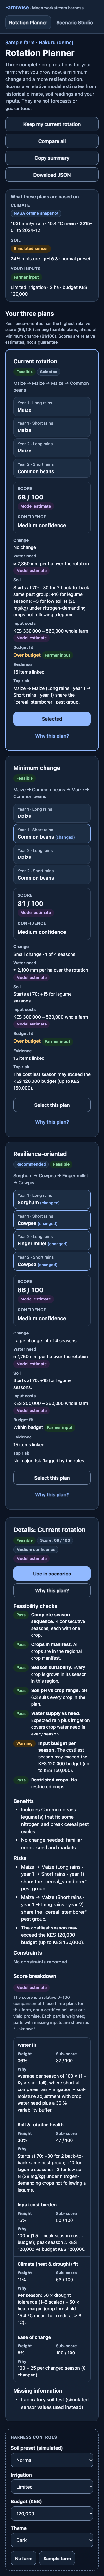 FarmWise · Moses workstream harness
Rotation Planner
Scenario Studio
Sample farm · Nakuru (demo)
Rotation Planner
Three complete rotations for you to
compare: what you grow now, a
minimum change, and a more
resilient plan. All scores and
requirements are model estimates
from explicit rules and your farm
inputs. They are not forecasts or
guarantees.
Keep my current rotation
Compare all
Copy summary
Download JSON
What these plans are based on
CLIMATE
NASA offline snapshot
1631 mm/yr rain · 15.4 °C mean · 2015-
01 to 2024-12
SOIL
Simulated sensor
24% moisture · pH 6.3 · normal preset
YOUR INPUTS
Farmer input
Limited irrigation · 2 ha · budget KES
120,000
Your three plans
Resilience-oriented has the highest relative
score (86/100) among feasible plans, ahead
of minimum change (81/100). Scores are
relative estimates, not a guarantee.
Current rotation
Feasible
Selected
Maize → Maize → Maize → Common
beans
Year 1 · Long rains
Maize
Year 1 · Short rains
Maize
Year 2 · Long rains
Maize
Year 2 · Short rains
Common beans
SCORE
68 / 100
Model estimate
CONFIDENCE
Medium confidence
Change
No change
Water need
≈ 2,350 mm per ha over the rotation
Model estimate
Soil
Starts at 70: −30 for 2 back-to-back
same pest group; +10 for legume
seasons; −3 for low soil N (28
mg/kg) under nitrogen-demanding
crops not following a legume.
Model estimate
Input costs
KES 330,000 – 560,000 whole farm
Model estimate
Budget fit
Over budget
Farmer input
Evidence
15 items linked
Top risk
Maize → Maize (Long rains · year 1 →
Short rains · year 1) share the
"cereal_stemborer" pest group.
Selected
Why this plan?
Minimum change
Feasible
Maize → Common beans → Maize →
Common beans
Year 1 · Long rains
Maize
Year 1 · Short rains
Common beans (changed)
Year 2 · Long rains
Maize
Year 2 · Short rains
Common beans
SCORE
81 / 100
Model estimate
CONFIDENCE
Medium confidence
Change
Small change · 1 of 4 seasons
Water need
≈ 2,100 mm per ha over the rotation
Model estimate
Soil
Starts at 70: +15 for legume
seasons.
Model estimate
Input costs
KES 300,000 – 520,000 whole farm
Model estimate
Budget fit
Over budget
Farmer input
Evidence
15 items linked
Top risk
The costliest season may exceed the
KES 120,000 budget (up to KES
150,000).
Select this plan
Why this plan?
Resilience-oriented
Recommended
Feasible
Sorghum → Cowpea → Finger millet
→ Cowpea
Year 1 · Long rains
Sorghum (changed)
Year 1 · Short rains
Cowpea (changed)
Year 2 · Long rains
Finger millet (changed)
Year 2 · Short rains
Cowpea (changed)
SCORE
86 / 100
Model estimate
CONFIDENCE
Medium confidence
Change
Large change · 4 of 4 seasons
Water need
≈ 1,750 mm per ha over the rotation
Model estimate
Soil
Starts at 70: +15 for legume
seasons.
Model estimate
Input costs
KES 200,000 – 360,000 whole farm
Model estimate
Budget fit
Within budget
Farmer input
Evidence
15 items linked
Top risk
No major risk flagged by the rules.
Select this plan
Why this plan?
Details: Current rotation
Feasible
Score: 68 / 100
Medium confidence
Model estimate
Use in scenarios
Why this plan?
Feasibility checks
Pass
Complete season
sequence. 4 consecutive
seasons, each with one
crop.
Pass
Crops in manifest. All
crops are in the regional
crop manifest.
Pass
Season suitability. Every
crop is grown in the season
in this region.
Pass
Soil pH vs crop range. pH
6.3 suits every crop in the
plan.
Pass
Water supply vs need.
Expected rain plus irrigation
covers crop water need in
every season.
Warning
Input budget per
season. The costliest
season may exceed the
KES 120,000 budget (up
to KES 150,000).
Pass
Restricted crops. No
restricted crops.
Benefits
• Includes Common beans —
legume(s) that fix some
nitrogen and break cereal pest
cycles.
• No change needed: familiar
crops, seed and markets.
Risks
• Maize → Maize (Long rains ·
year 1 → Short rains · year 1)
share the "cereal_stemborer"
pest group.
• Maize → Maize (Short rains ·
year 1 → Long rains · year 2)
share the "cereal_stemborer"
pest group.
• The costliest season may
exceed the KES 120,000
budget (up to KES 150,000).
Constraints
No constraints recorded.
Score breakdown
Model estimate
The score is a relative 0–100
comparison of these plans for this
farm, not a profitability or
yield prediction. Each part is weighted;
parts with missing inputs are shown as
"Unknown".
Water fit
Weight
36%
Sub-score
87 / 100
Why
Average over seasons of 100 × (1
− by × shortfall), where shortfall
compares rain + irrigation + soil-
moisture adjustment with crop
water need plus a 30 %
variability buffer.
Soil & rotation health
Weight
30%
Sub-score
47 / 100
Why
Starts at 70: −30 for 2 back-to-
back same pest group; +10 for
legume seasons; −3 for low soil
N (28 mg/kg) under nitrogen-
demanding crops not following a
legume.
Input cost burden
Weight
15%
Sub-score
50 / 100
Why
100 × (1.5 − peak season cost ÷
budget); peak season ≈ KES
120,000 vs budget KES 120,000.
Climate (heat & drought) fit
Weight
11%
Sub-score
63 / 100
Why
Per season: 50 × drought
tolerance (1–5 scaled) + 50 ×
heat margin (crop threshold −
15.4 °C mean, full credit at ≥ 8
°C).
Ease of change
Weight
8%
Sub-score
100 / 100
Why
100 − 25 per changed season (0
changed).
Missing information
• Laboratory soil test (simulated
sensor values used instead)
HARNESS CONTROLS
Soil preset (simulated)
Normal
Irrigation
Limited
Budget (KES)
120,000
Theme
Dark
No farm
Sample farm